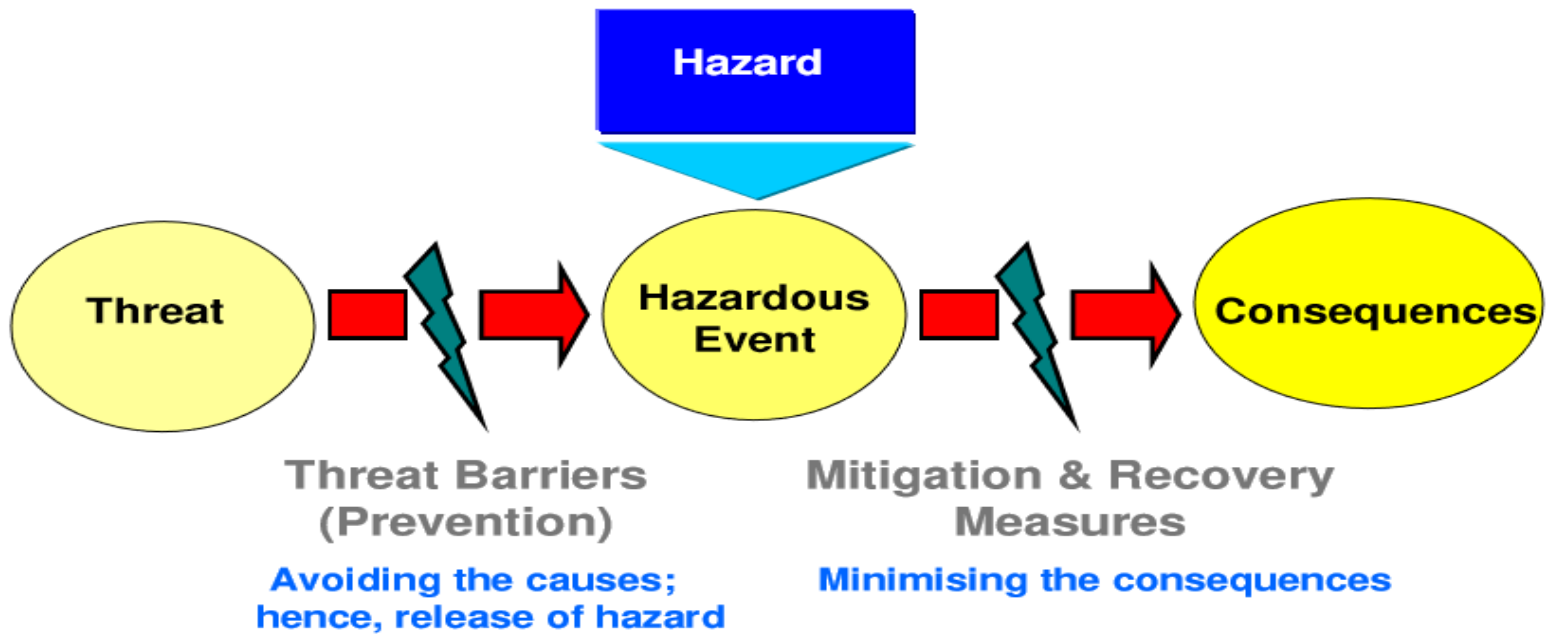 Hazard
Threat
Hazardous
Event
Consequences
Threat Barriers
(Prevention)
Mitigation & Recovery
Measures
Avoiding the causes;
hence, release of hazard
Minimising the consequences